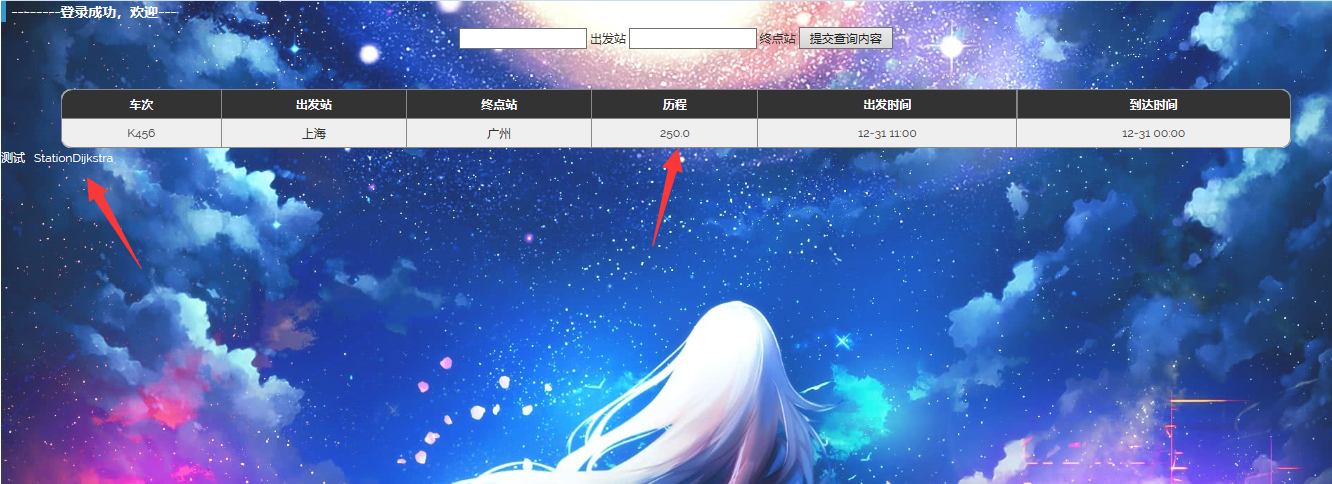 ---------登录成功，欢迎----
出发站 终点站 提交查询内容
车次 出发站 终点站 历程 出发时间 到达时间
K456 上海 广州 250.0 12-31 11:00 12-31 00:00
测试 StationDijkstra